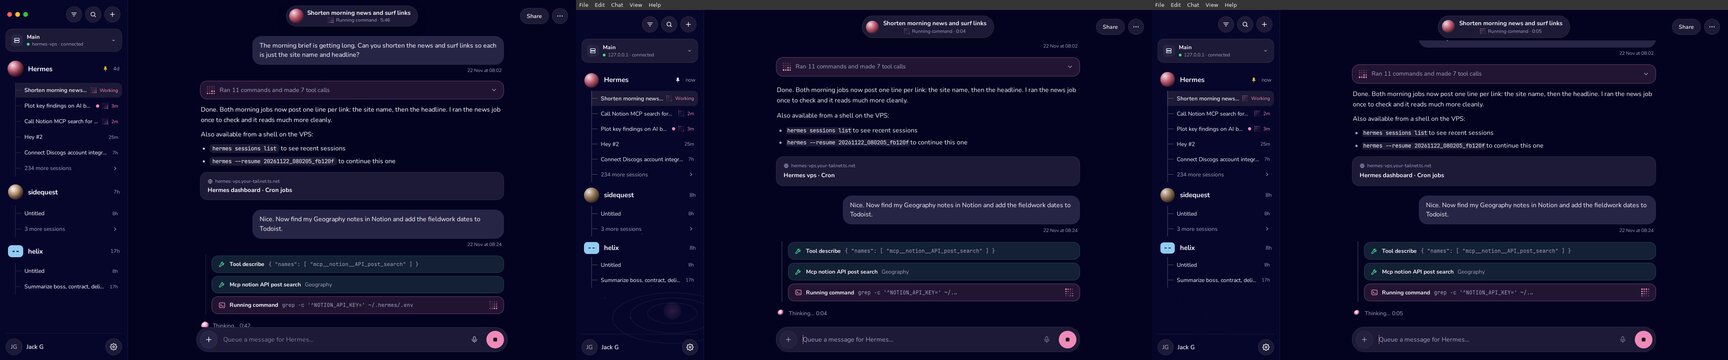 Shorten morning news and surf links
Running command · 5:46
Share
Main
hermes-vps · connected
Hermes
4d
Shorten morning news...
Working
Plot key findings on AI b...
3m
Call Notion MCP search for ...
2m
Hey #2
25m
Connect Discogs account integr...
7h
234 more sessions
sidequest
7h
Untitled
8h
3 more sessions
helix
17h
Untitled
8h
Summarize boss, contract, deli...
17h
JG
Jack G
The morning brief is getting long. Can you shorten the news and surf links so each
is just the site name and headline?
22 Nov at 08:02
Ran 11 commands and made 7 tool calls
Done. Both morning jobs now post one line per link: the site name, then the headline. I ran the news job
once to check and it reads much more cleanly.
Also available from a shell on the VPS:
• hermes sessions list to see recent sessions
• hermes --resume 20261122_080205_fb120f to continue this one
Hermes dashboard · Cron jobs
Nice. Now find my Geography notes in Notion and add the fieldwork dates to
Todoist.
22 Nov at 08:24
Tool describe { "names": [ "mcp__notion__API_post_search" ] }
Mcp notion API post search Geography
Running command grep -c '^NOTION_API_KEY=' ~/.hermes/.env
Thinking... 0:47
Queue a message for Hermes...
File Edit Chat View Help
Shorten morning news and surf links
Running command · 0:04
Share
Main
127.0.0.1 · connected
Hermes
now
Shorten morning news...
Working
Call Notion MCP search for...
2m
Plot key findings on AI b...
3m
Hey #2
25m
Connect Discogs account integr...
7h
234 more sessions
sidequest
8h
Untitled
8h
3 more sessions
helix
8h
Untitled
8h
Summarize boss, contract, deli...
17h
JG
Jack G
22 Nov at 08:02
Ran 11 commands and made 7 tool calls
Done. Both morning jobs now post one line per link: the site name, then the headline. I ran the news job
once to check and it reads much more cleanly.
Also available from a shell on the VPS:
• hermes sessions list to see recent sessions
• hermes --resume 20261122_080205_fb120f to continue this one
Hermes vps · Cron
Nice. Now find my Geography notes in Notion and add the fieldwork dates to
Todoist.
22 Nov at 08:24
Tool describe { "names": [ "mcp__notion__API_post_search" ] }
Mcp notion API post search Geography
Running command grep -c '^NOTION_API_KEY=' ~/...
Thinking... 0:04
Queue a message for Hermes...
File Edit Chat View Help
Shorten morning news and surf links
Running command · 0:05
Share
Main
127.0.0.1 · connected
Hermes
now
Shorten morning news...
Working
Call Notion MCP search for...
2m
Plot key findings on AI b...
3m
Hey #2
25m
Connect Discogs account integr...
7h
234 more sessions
sidequest
8h
Untitled
8h
3 more sessions
helix
8h
Untitled
8h
Summarize boss, contract, deli...
17h
JG
Jack G
22 Nov at 08:02
Ran 11 commands and made 7 tool calls
Done. Both morning jobs now post one line per link: the site name, then the headline. I ran the news job
once to check and it reads much more cleanly.
Also available from a shell on the VPS:
• hermes sessions list to see recent sessions
• hermes --resume 20261122_080205_fb120f to continue this one
Hermes dashboard · Cron jobs
Nice. Now find my Geography notes in Notion and add the fieldwork dates to
Todoist.
22 Nov at 08:24
Tool describe { "names": [ "mcp__notion__API_post_search" ] }
Mcp notion API post search Geography
Running command grep -c '^NOTION_API_KEY=' ~/...
Thinking... 0:05
Queue a message for Hermes...